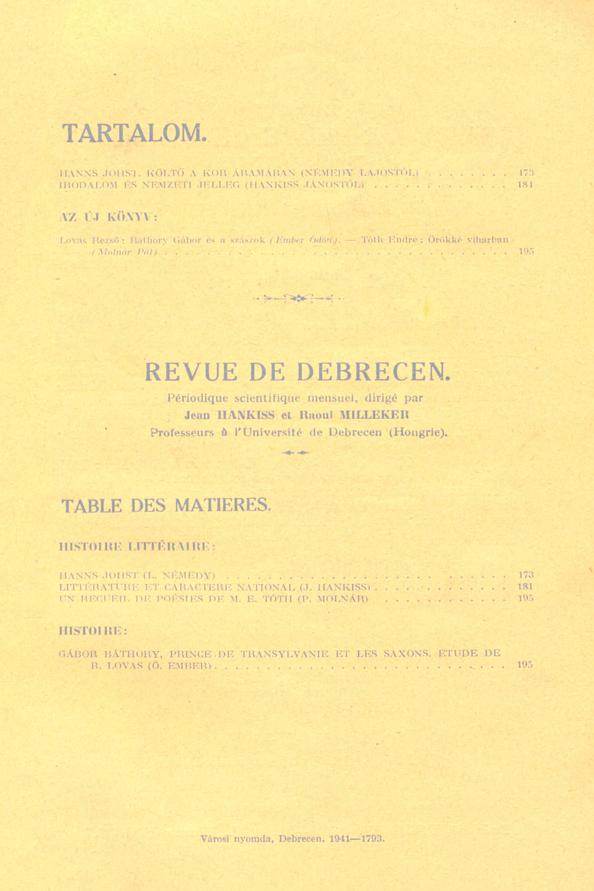 TARTALOM.
HANNS JOHST, KÖLTŐ A KOR ÁRAMÁBAN (NÉMEDY LAJOSTÓL) . . . . . . . . 173
IRODALOM ÉS NEMZETI JELLEG (HANKISS JÁNOSTÓL) . . . . . . . . . . . . . 181
AZ ÚJ KÖNYV:
Lovas Rezső: Báthory Gábor és a szászok (Ember Ödön). — Tóth Endre: Örökké viharban
(Molnár Pál) . . . . . . . . . . . . . . . . . . . . . . . . . . . . . . . . . . 195
REVUE DE DEBRECEN.
Périodique scientifique mensuel, dirigé par
Jean HANKISS et Raoul MILLEKER
Professeurs à l'Université de Debrecen (Hongrie).
TABLE DES MATIERES.
HISTOIRE LITTÉRAIRE:
HANNS JOHST (L. NÉMEDY) . . . . . . . . . . . . . . . . . . . . . . . . . . . 173
LITTÉRATURE ET CARACTERE NATIONAL (J. HANKISS) . . . . . . . . . . . . . 181
UN RECUEIL DE POÉSIES DE M. E. TÓTH (P. MOLNÁR) . . . . . . . . . . . . 195
HISTOIRE:
GÁBOR BÁTHORY, PRINCE DE TRANSYLVANIE ET LES SAXONS. ETUDE DE
R. LOVAS (Ö. EMBER) . . . . . . . . . . . . . . . . . . . . . . . . . . . 195
Városi nyomda, Debrecen. 1941—1793.